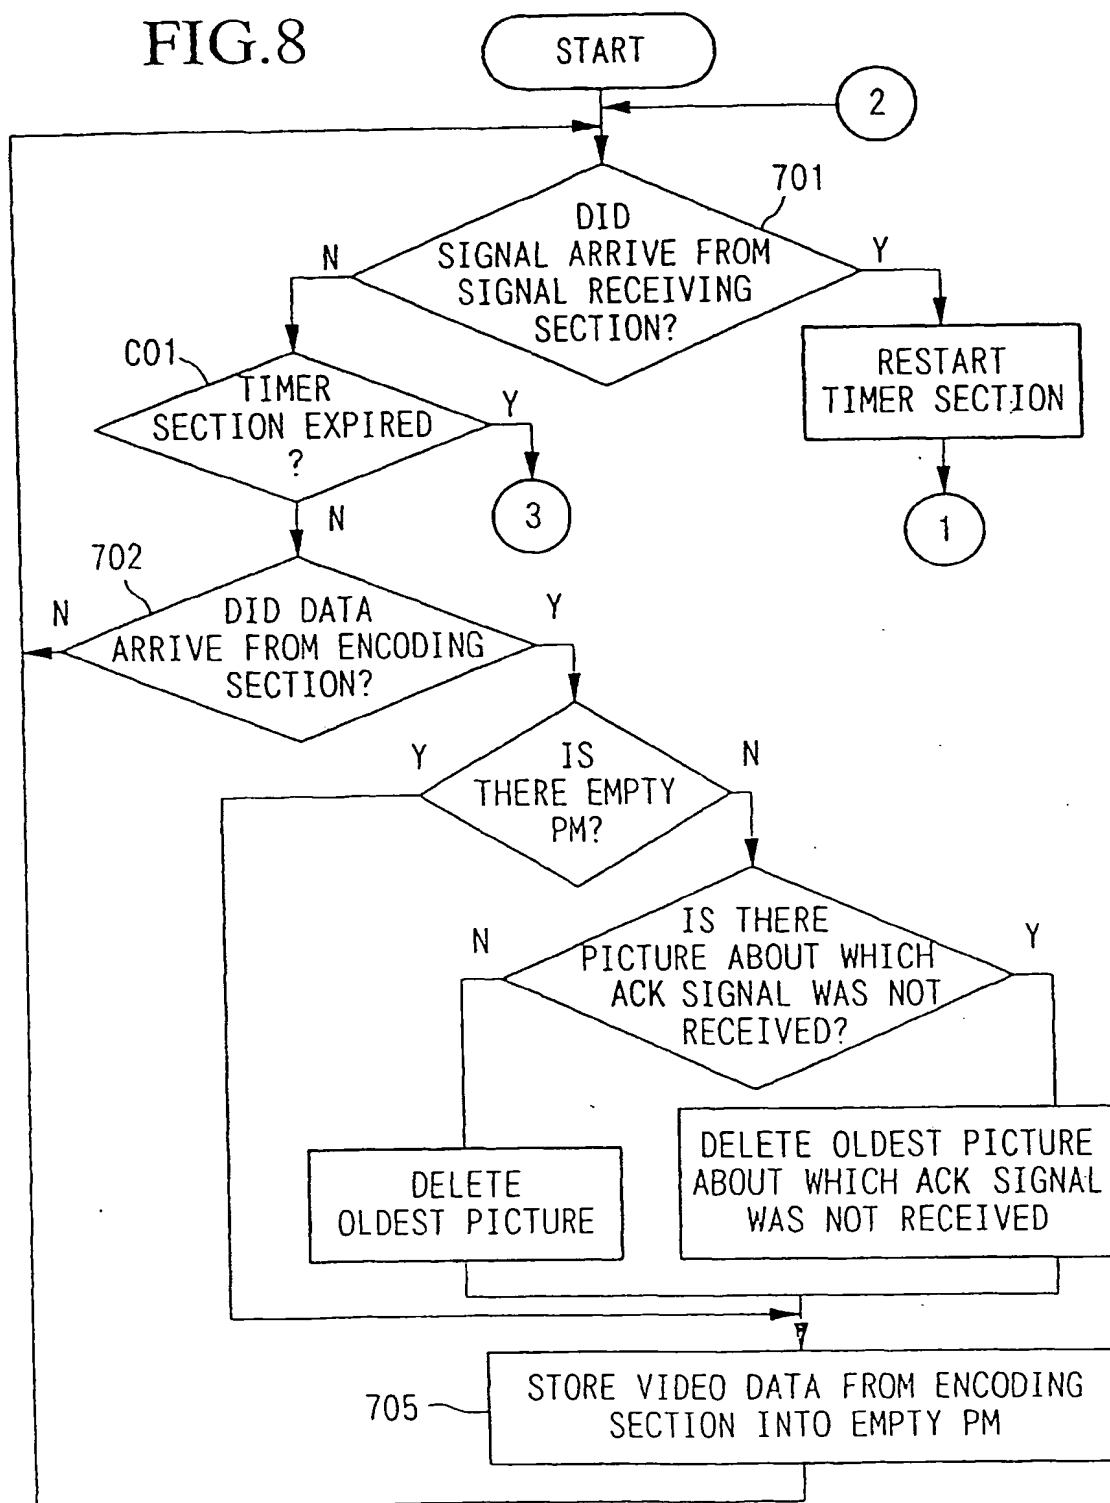 FIG.8
START
2
701
DID
SIGNAL ARRIVE FROM
SIGNAL RECEIVING
SECTION?
N
Y
RESTART
TIMER SECTION
1
C01
TIMER
SECTION EXPIRED
?
Y
3
N
702
DID DATA
ARRIVE FROM ENCODING
SECTION?
N
Y
IS
THERE EMPTY
PM?
Y
N
IS THERE
PICTURE ABOUT WHICH
ACK SIGNAL WAS NOT
RECEIVED?
N
Y
DELETE
OLDEST PICTURE
DELETE OLDEST PICTURE
ABOUT WHICH ACK SIGNAL
WAS NOT RECEIVED
705
STORE VIDEO DATA FROM ENCODING
SECTION INTO EMPTY PM